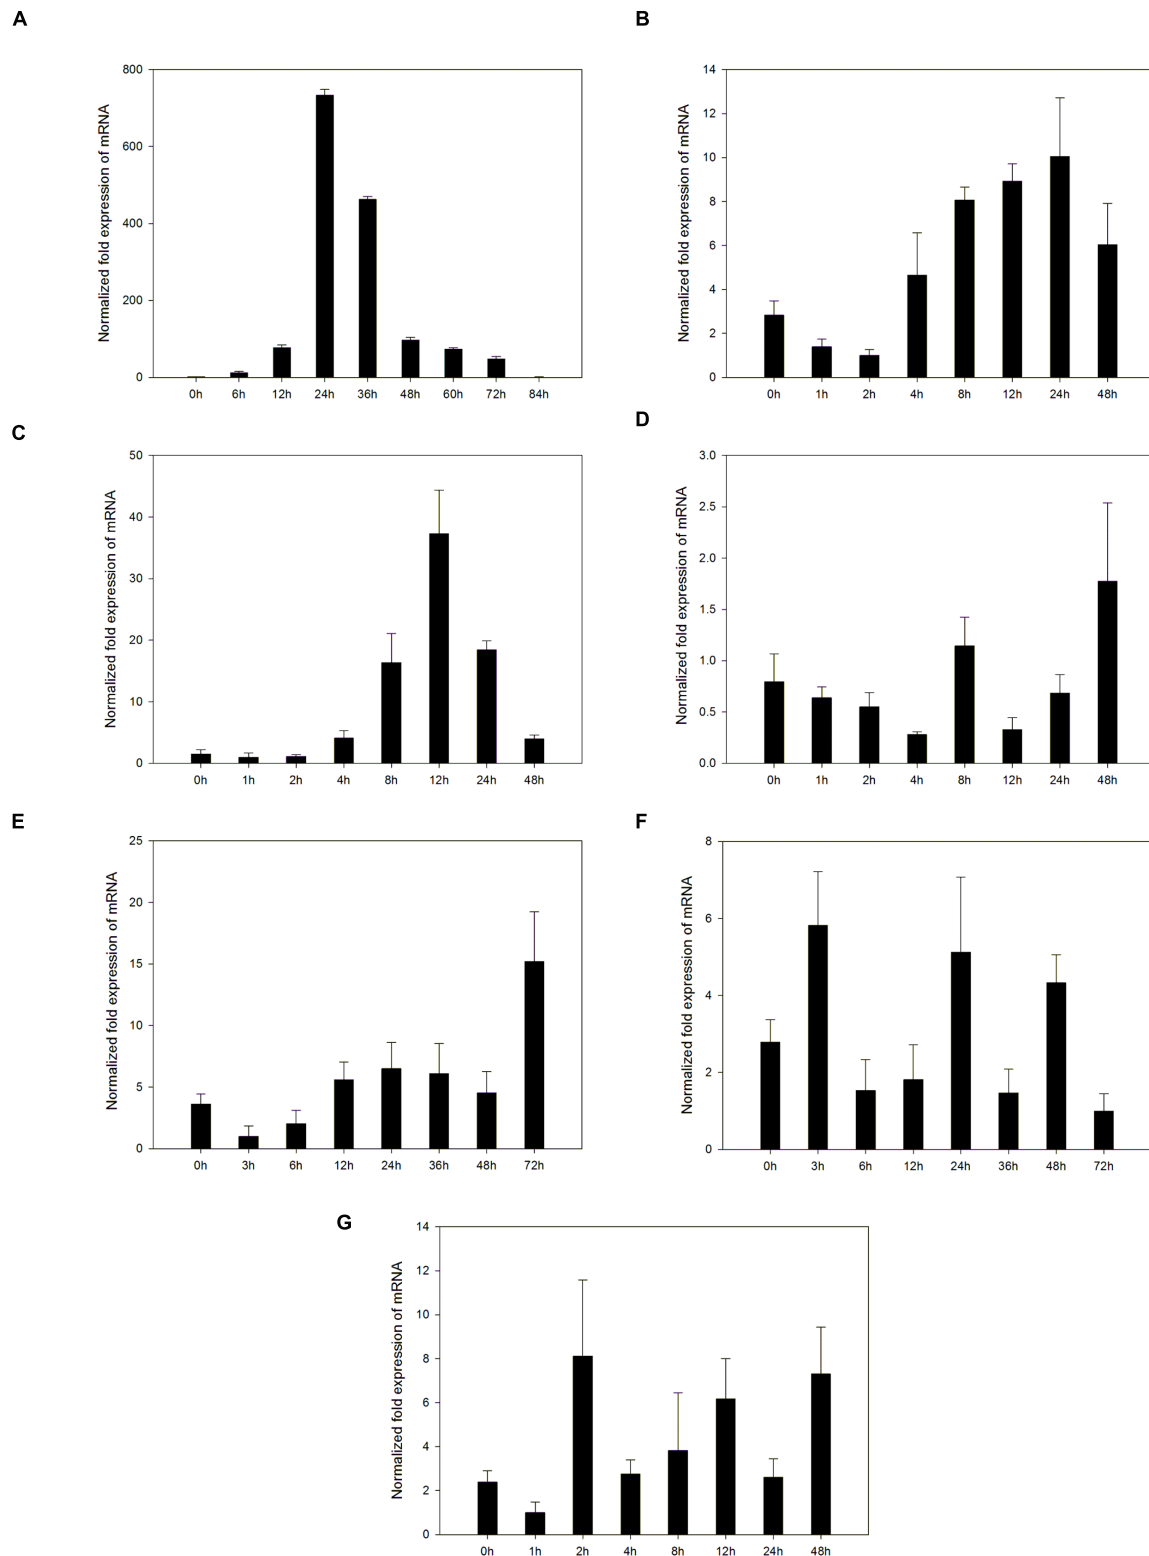 A
Normalized fold expression of mRNA
800
600
400
200
0
0h 6h 12h 24h 36h 48h 60h 72h 84h
B
Normalized fold expression of mRNA
14
12
10
8
6
4
2
0
0h 1h 2h 4h 8h 12h 24h 48h
C
Normalized fold expression of mRNA
50
40
30
20
10
0
0h 1h 2h 4h 8h 12h 24h 48h
D
Normalized fold expression of mRNA
3.0
2.5
2.0
1.5
1.0
0.5
0.0
0h 1h 2h 4h 8h 12h 24h 48h
E
Normalized fold expression of mRNA
25
20
15
10
5
0
0h 3h 6h 12h 24h 36h 48h 72h
F
Normalized fold expression of mRNA
8
6
4
2
0
0h 3h 6h 12h 24h 36h 48h 72h
G
Normalized fold expression of mRNA
14
12
10
8
6
4
2
0
0h 1h 2h 4h 8h 12h 24h 48h